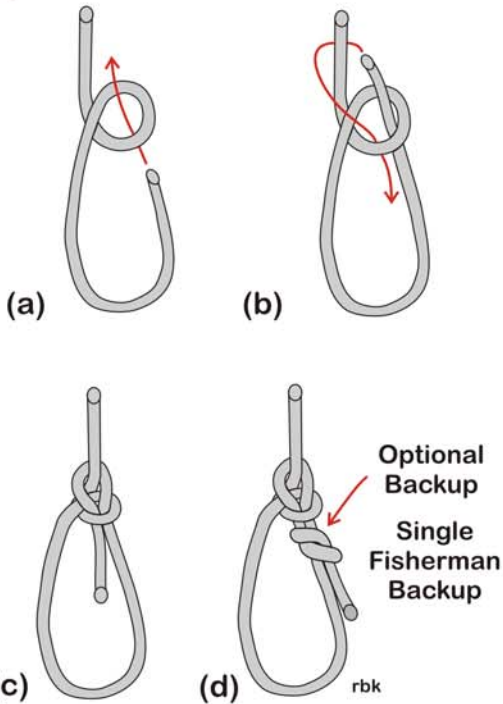 (a)
(b)
Optional
Backup
Single
Fisherman
Backup
c)
(d)
rbk